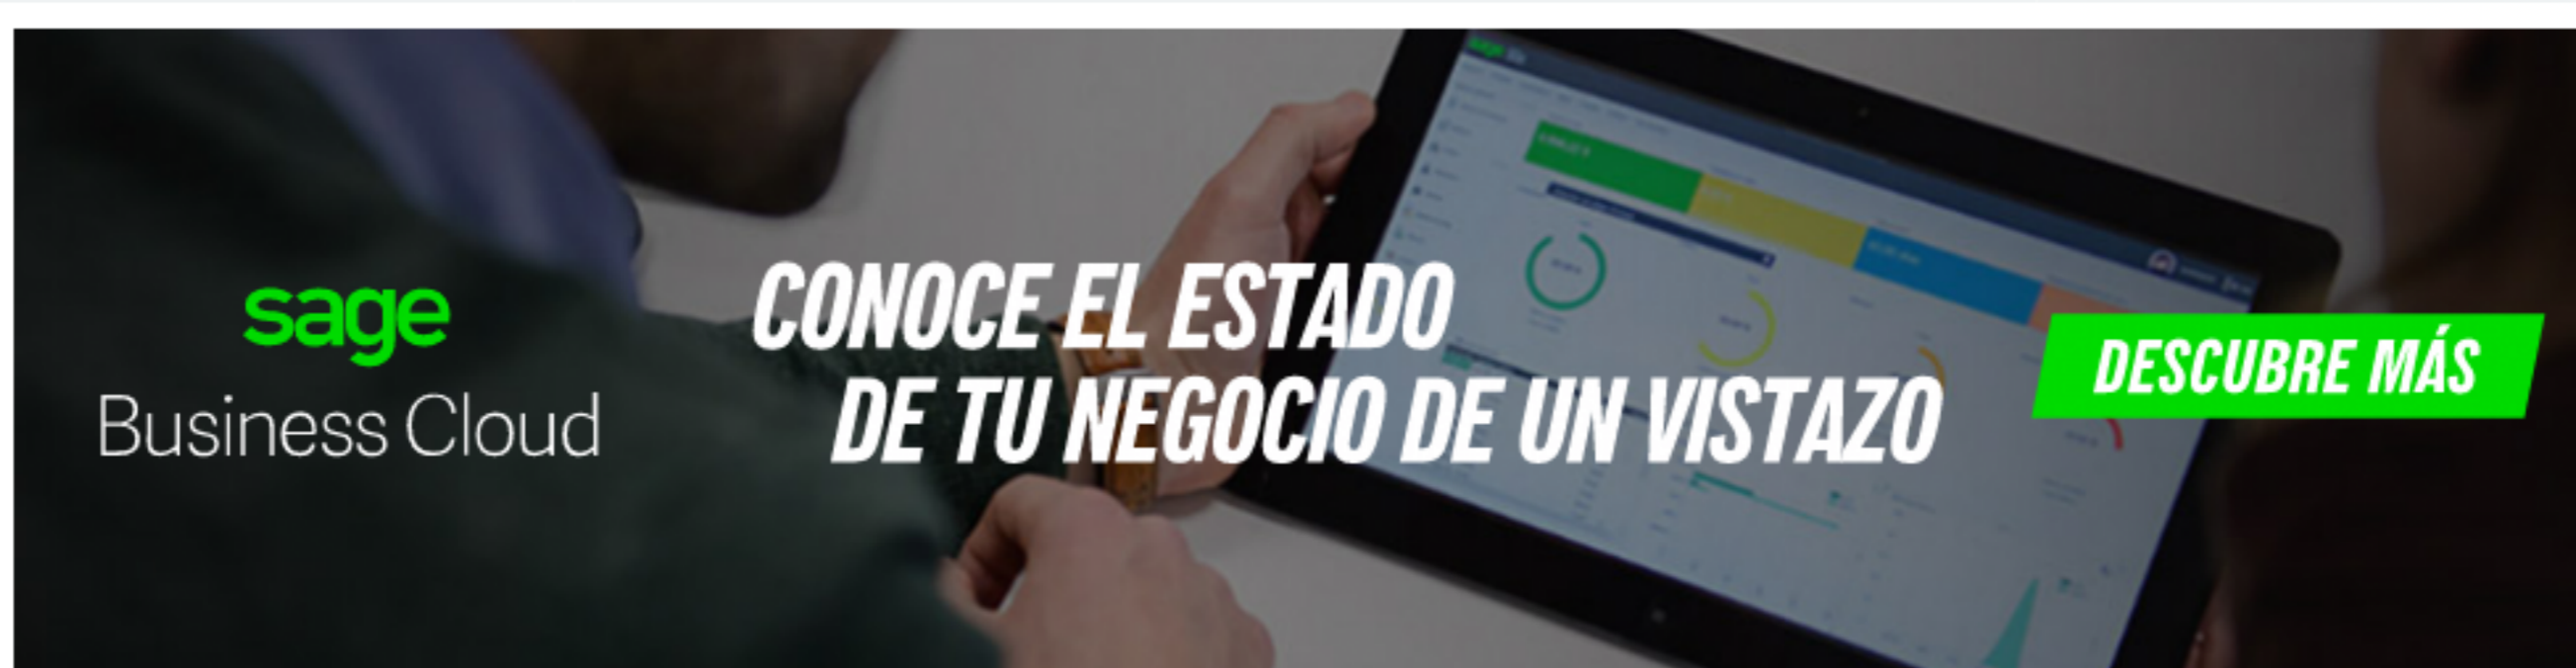 sage
Business Cloud
CONOCE EL ESTADO
DE TU NEGOCIO DE UN VISTAZO
DESCUBRE MÁS